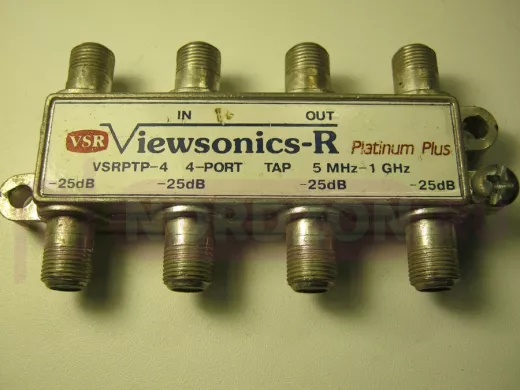 IN OUT
VSR Viewsonics-R Platinum Plus
VSRPTP-4 4-PORT TAP 5 MHz-1 GHz
-25dB -25dB -25dB -25dB